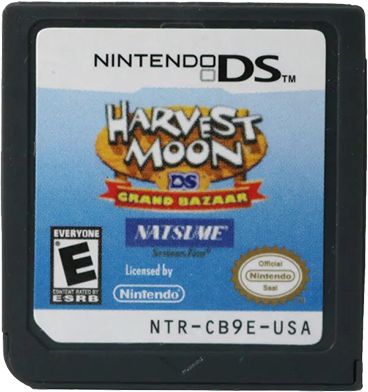 NINTENDO DS™
HARVEST
MOON
DS
GRAND BAZAAR
NATSUME®
Serious Fun®
EVERYONE
E
CONTENT RATED BY
ESRB
Licensed by
Nintendo®
Official
Nintendo
Seal
NTR-CB9E-USA